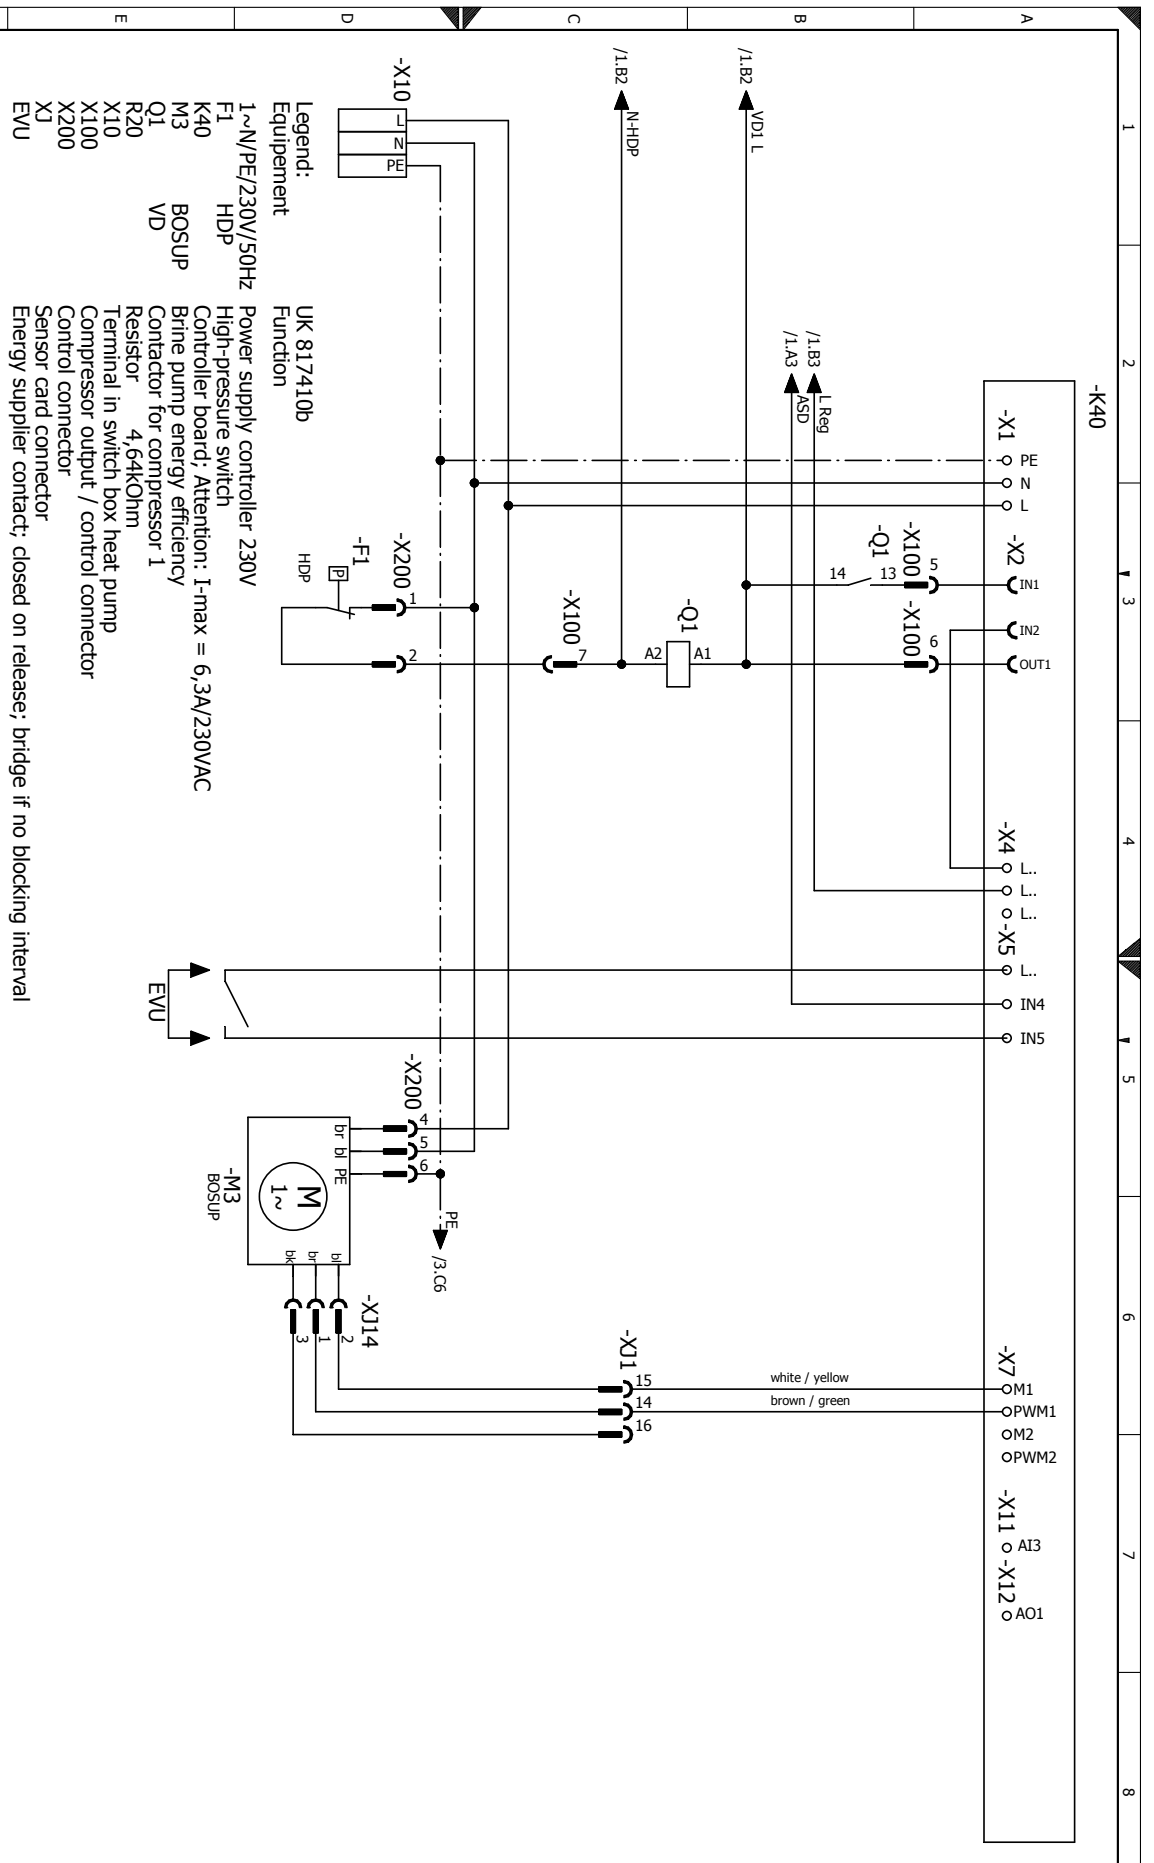 1
2
3
4
5
6
7
8
A
B
C
D
E
-K40
-X1
PE
N
L
-X2
IN1
IN2
OUT1
-X4
L..
L..
L..
-X5
L..
IN4
IN5
-X7
M1
PWM1
M2
PWM2
-X11
AI3
-X12
AO1
/1.B3
L Reg
/1.A3
ASD
/1.B2
VD1 L
/1.B2
N-HDP
-X100
5
-Q1
13
14
-X100
6
-Q1
A1
A2
-X100
7
-X200
1
2
-F1
P
HDP
-X10
L
N
PE
EVU
-X200
4
5
6
br
bl
PE
M
1~
-M3
BOSUP
bl
br
bk
PE
/3.C6
-XJ14
2
1
3
-XJ1
15
14
16
white / yellow
brown / green
Legend: UK 817410b
Equipement Function
1~N/PE/230V/50Hz Power supply controller 230V
F1 HDP High-pressure switch
K40 Controller board; Attention: I-max = 6,3A/230VAC
M3 BOSUP Brine pump energy efficiency
Q1 VD Contactor for compressor 1
R20 Resistor 4,64kOhm
X10 Terminal in switch box heat pump
X100 Compressor output / control connector
X200 Control connector
XJ Sensor card connector
EVU Energy supplier contact; closed on release; bridge if no blocking interval